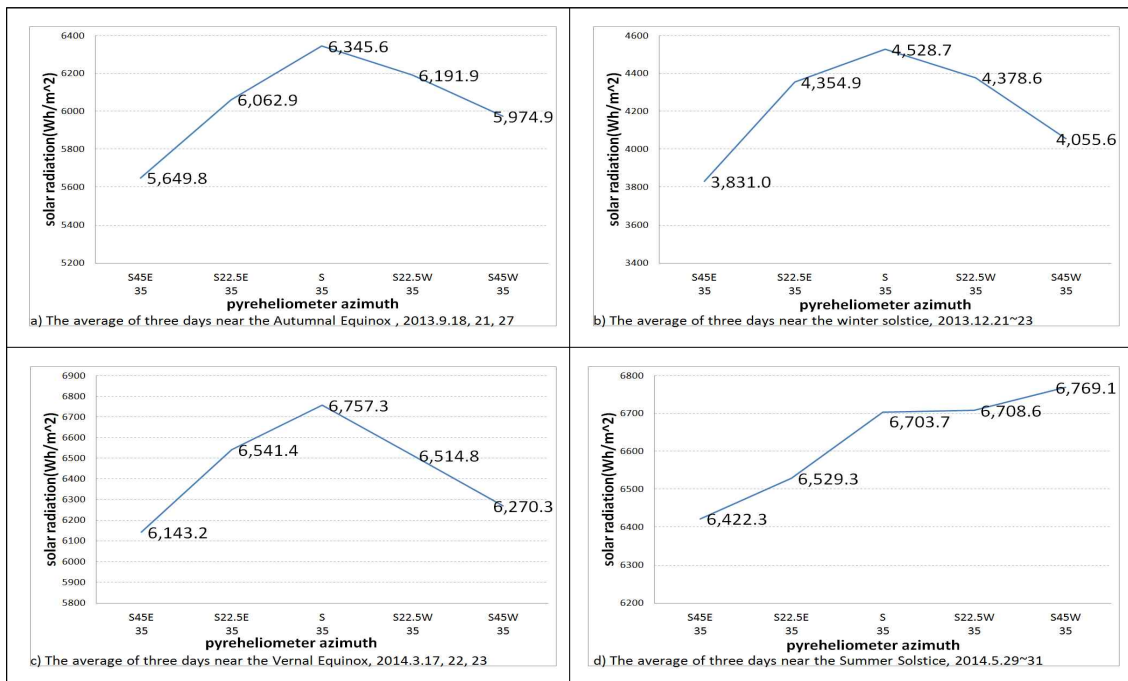 solar radiation(Wh/m^2)
6400
6200
6000
5800
5600
5400
5200
5,649.8
6,062.9
6,345.6
6,191.9
5,974.9
S45E S22.5E S S22.5W S45W
35 35 35 35 35
pyreheliometer azimuth
a) The average of three days near the Autumnal Equinox , 2013.9.18, 21, 27
solar radiation(Wh/m^2)
4600
4400
4200
4000
3800
3600
3400
3,831.0
4,354.9
4,528.7
4,378.6
4,055.6
S45E S22.5E S S22.5W S45W
35 35 35 35 35
pyreheliometer azimuth
b) The average of three days near the winter solstice, 2013.12.21~23
solar radiation(Wh/m^2)
6900
6800
6700
6600
6500
6400
6300
6200
6100
6000
5900
5800
6,143.2
6,541.4
6,757.3
6,514.8
6,270.3
S45E S22.5E S S22.5W S45W
35 35 35 35 35
pyreheliometer azimuth
c) The average of three days near the Vernal Equinox, 2014.3.17, 22, 23
solar radiation(Wh/m^2)
6800
6700
6600
6500
6400
6300
6200
6,422.3
6,529.3
6,703.7
6,708.6
6,769.1
S45E S22.5E S S22.5W S45W
35 35 35 35 35
pyreheliometer azimuth
d) The average of three days near the Summer Solstice, 2014.5.29~31